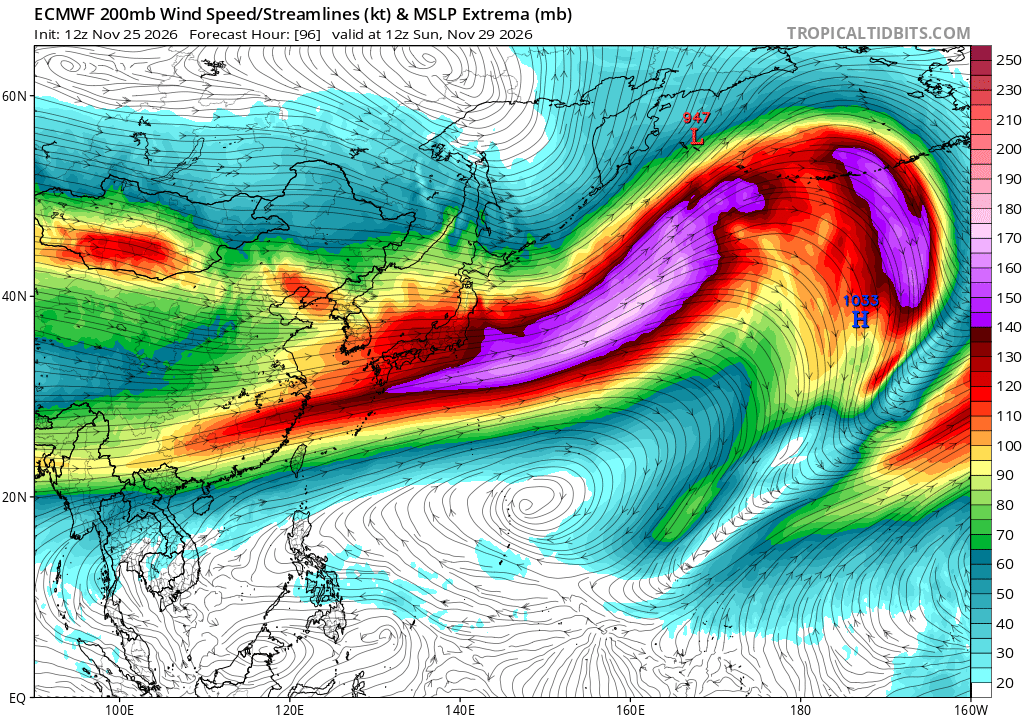 ECMWF 200mb Wind Speed/Streamlines (kt) & MSLP Extrema (mb)
Init: 12z Nov 25 2026 Forecast Hour: [96] valid at 12z Sun, Nov 29 2026
TROPICALTIDBITS.COM
60N
40N
20N
EQ
947
L
1033
H
250
230
210
200
190
180
170
160
150
140
130
120
110
100
90
80
70
60
50
40
30
20
100E
120E
140E
160E
180
160W